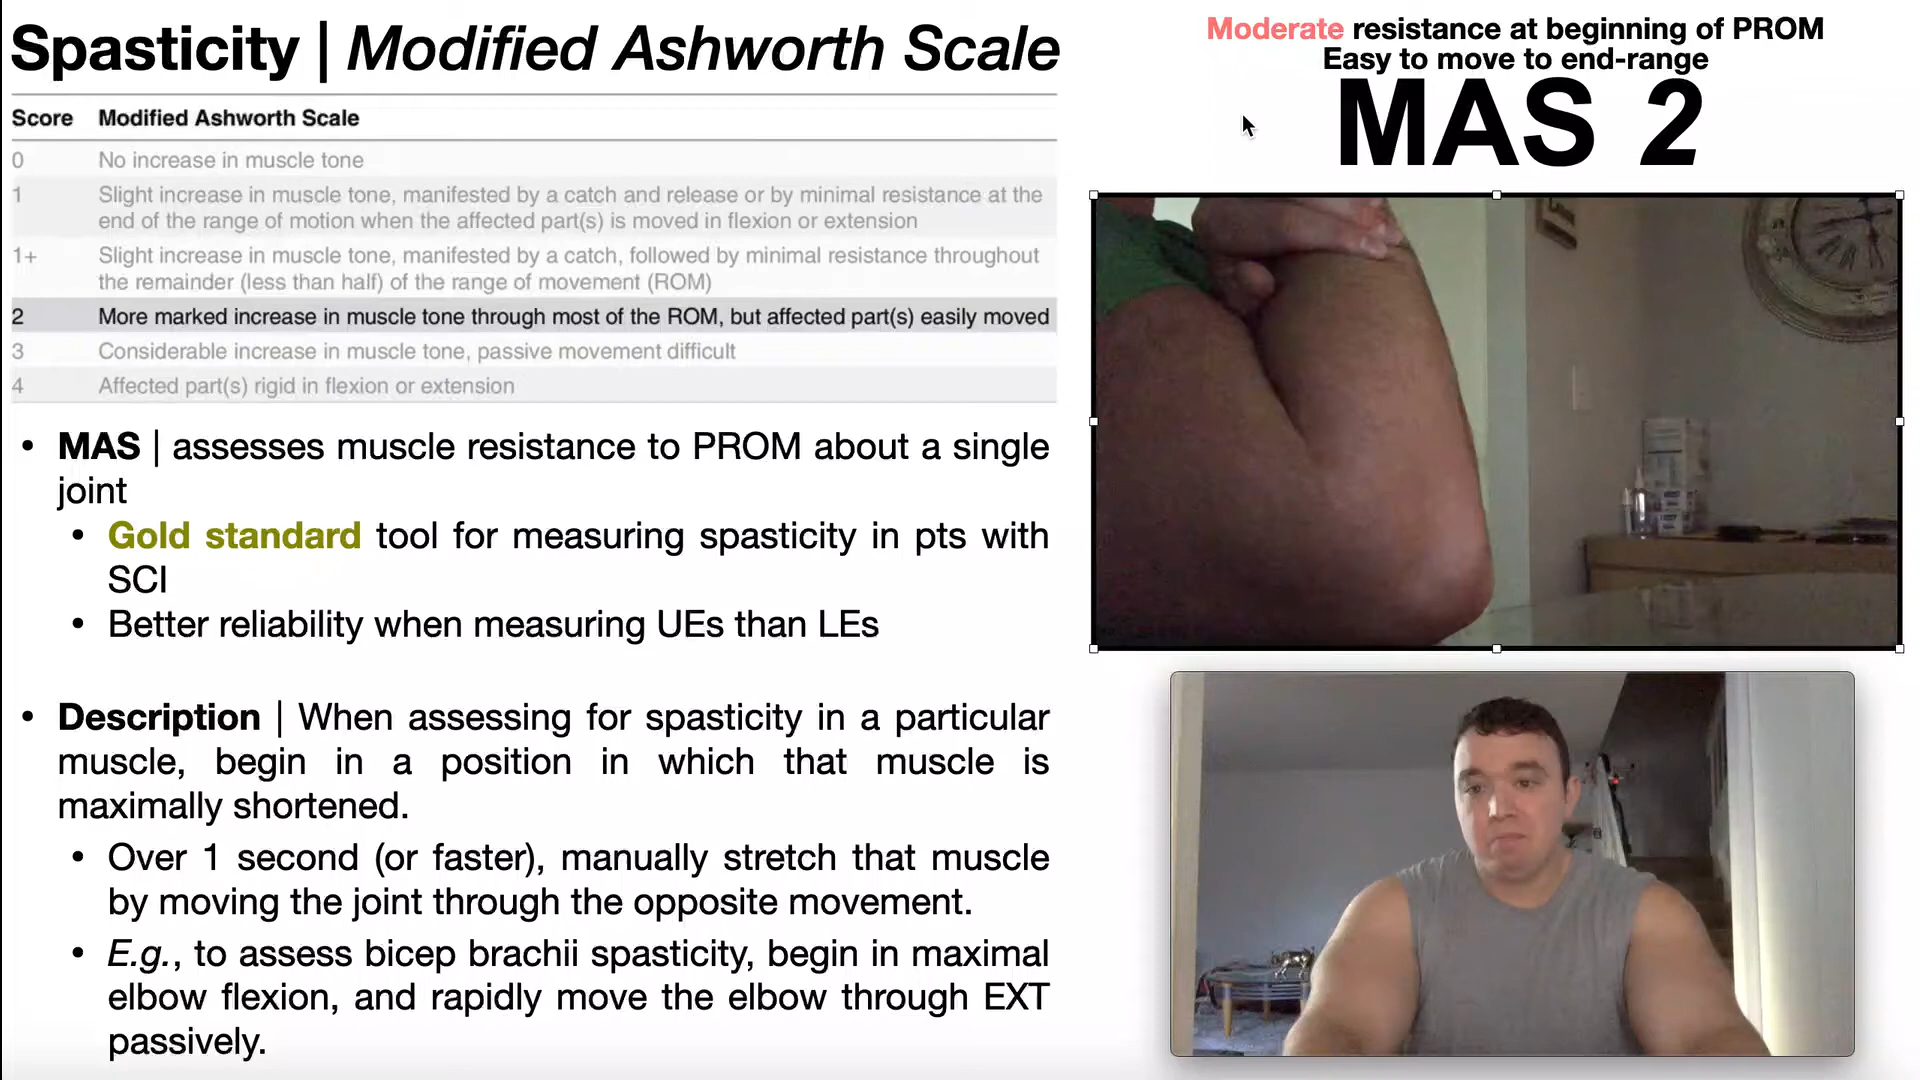 Spasticity | Modified Ashworth Scale
Score Modified Ashworth Scale
0 No increase in muscle tone
1 Slight increase in muscle tone, manifested by a catch and release or by minimal resistance at the
end of the range of motion when the affected part(s) is moved in flexion or extension
1+ Slight increase in muscle tone, manifested by a catch, followed by minimal resistance throughout
the remainder (less than half) of the range of movement (ROM)
2 More marked increase in muscle tone through most of the ROM, but affected part(s) easily moved
3 Considerable increase in muscle tone, passive movement difficult
4 Affected part(s) rigid in flexion or extension
• MAS | assesses muscle resistance to PROM about a single
joint
• Gold standard tool for measuring spasticity in pts with
SCI
• Better reliability when measuring UEs than LEs
• Description | When assessing for spasticity in a particular
muscle, begin in a position in which that muscle is
maximally shortened.
• Over 1 second (or faster), manually stretch that muscle
by moving the joint through the opposite movement.
• E.g., to assess bicep brachii spasticity, begin in maximal
elbow flexion, and rapidly move the elbow through EXT
passively.
Moderate resistance at beginning of PROM
Easy to move to end-range
MAS 2